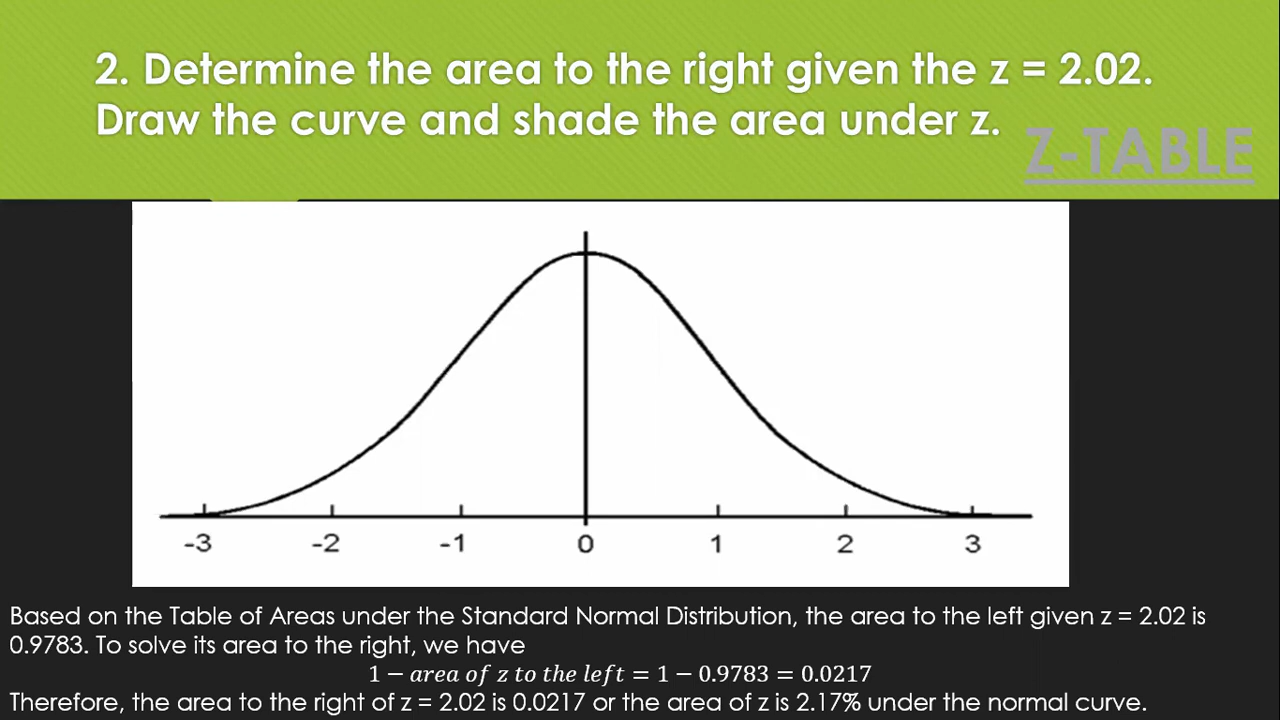 2. Determine the area to the right given the z = 2.02.
Draw the curve and shade the area under z.
Z-TABLE
-3 -2 -1 0 1 2 3
Based on the Table of Areas under the Standard Normal Distribution, the area to the left given z = 2.02 is
0.9783. To solve its area to the right, we have
1 − area of z to the left = 1 − 0.9783 = 0.0217
Therefore, the area to the right of z = 2.02 is 0.0217 or the area of z is 2.17% under the normal curve.